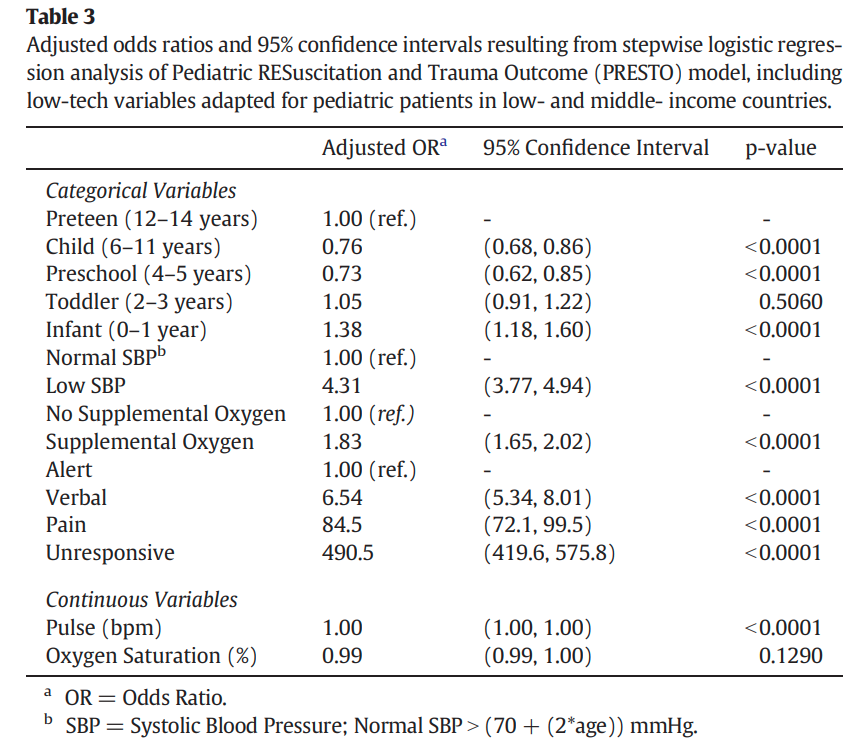 Table 3
Adjusted odds ratios and 95% confidence intervals resulting from stepwise logistic regres-
sion analysis of Pediatric RESuscitation and Trauma Outcome (PRESTO) model, including
low-tech variables adapted for pediatric patients in low- and middle- income countries.
Adjusted ORa 95% Confidence Interval p-value
Categorical Variables
Preteen (12–14 years) 1.00 (ref.) - -
Child (6–11 years) 0.76 (0.68, 0.86) <0.0001
Preschool (4–5 years) 0.73 (0.62, 0.85) <0.0001
Toddler (2–3 years) 1.05 (0.91, 1.22) 0.5060
Infant (0–1 year) 1.38 (1.18, 1.60) <0.0001
Normal SBPb 1.00 (ref.) - -
Low SBP 4.31 (3.77, 4.94) <0.0001
No Supplemental Oxygen 1.00 (ref.) - -
Supplemental Oxygen 1.83 (1.65, 2.02) <0.0001
Alert 1.00 (ref.) - -
Verbal 6.54 (5.34, 8.01) <0.0001
Pain 84.5 (72.1, 99.5) <0.0001
Unresponsive 490.5 (419.6, 575.8) <0.0001
Continuous Variables
Pulse (bpm) 1.00 (1.00, 1.00) <0.0001
Oxygen Saturation (%) 0.99 (0.99, 1.00) 0.1290
a OR = Odds Ratio.
b SBP = Systolic Blood Pressure; Normal SBP > (70 + (2*age)) mmHg.